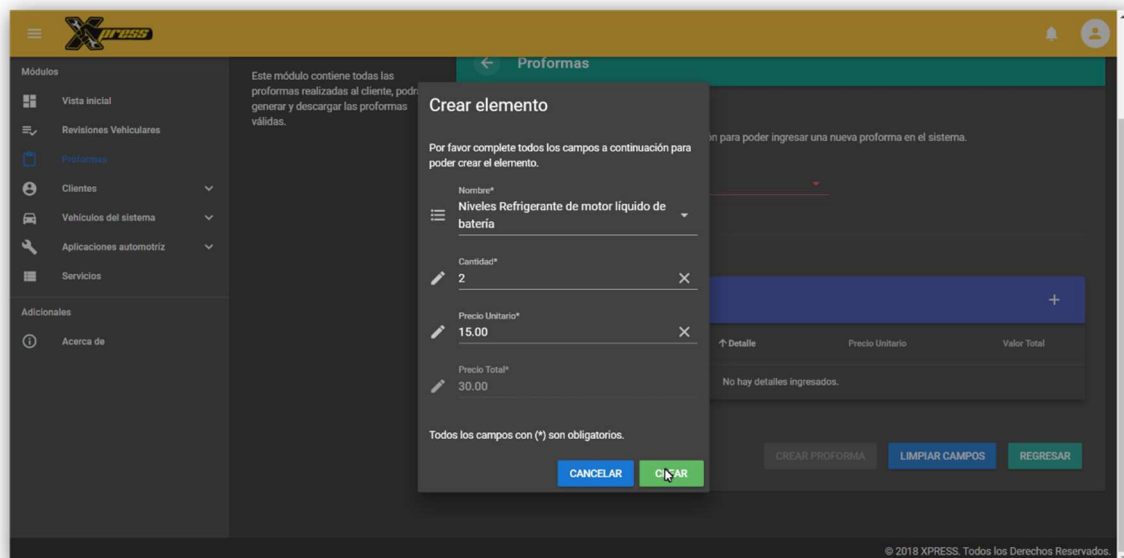 Xpress
Módulos
Vista inicial
Revisiones Vehiculares
Proformas
Clientes
Vehículos del sistema
Aplicaciones automotríz
Servicios
Adicionales
Acerca de
Este módulo contiene todas las
proformas realizadas al cliente, podrá
generar y descargar las proformas
válidas.
Proformas
ón para poder ingresar una nueva proforma en el sistema.
Crear elemento
Por favor complete todos los campos a continuación para
poder crear el elemento.
Nombre*
Niveles Refrigerante de motor líquido de
batería
Cantidad*
2
Precio Unitario*
15.00
Precio Total*
30.00
Todos los campos con (*) son obligatorios.
CANCELAR
CREAR
Detalle Precio Unitario Valor Total
No hay detalles ingresados.
CREAR PROFORMA LIMPIAR CAMPOS REGRESAR
© 2018 XPRESS. Todos los Derechos Reservados.